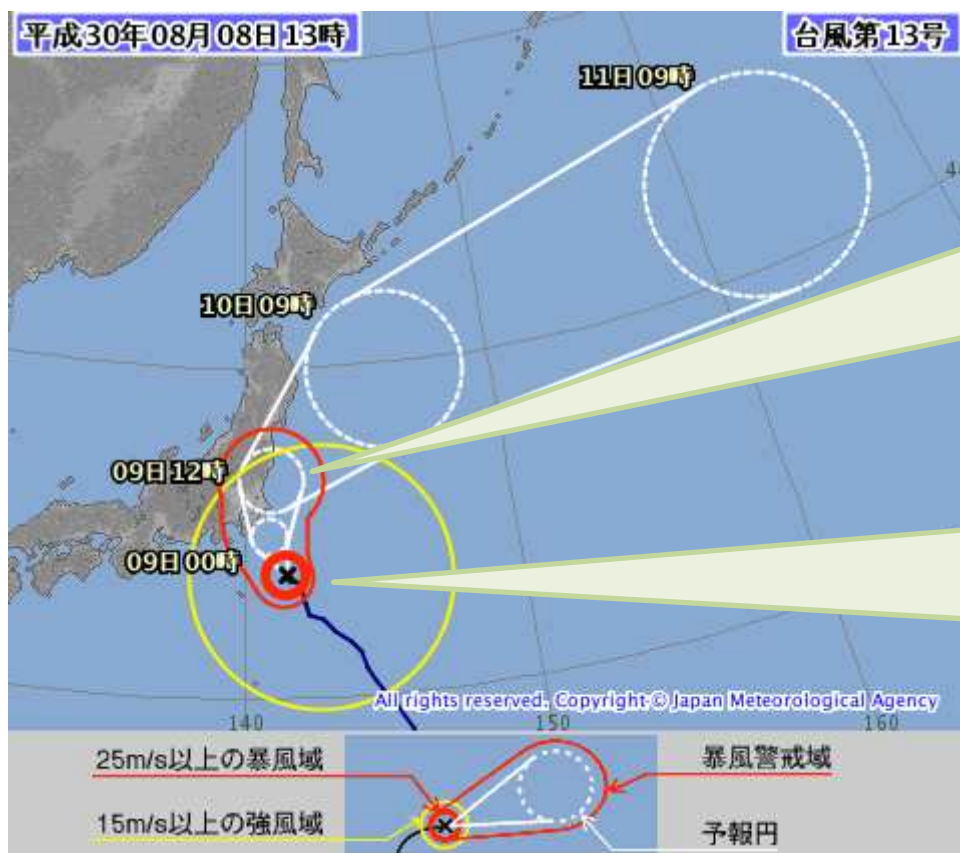 平成30年08月08日13時
台風第13号
11日09時
10日09時
09日12時
09日00時
All rights reserved. Copyright © Japan Meteorological Agency
140
150
160
25m/s以上の暴風域
暴風警戒域
15m/s以上の強風域
予報円